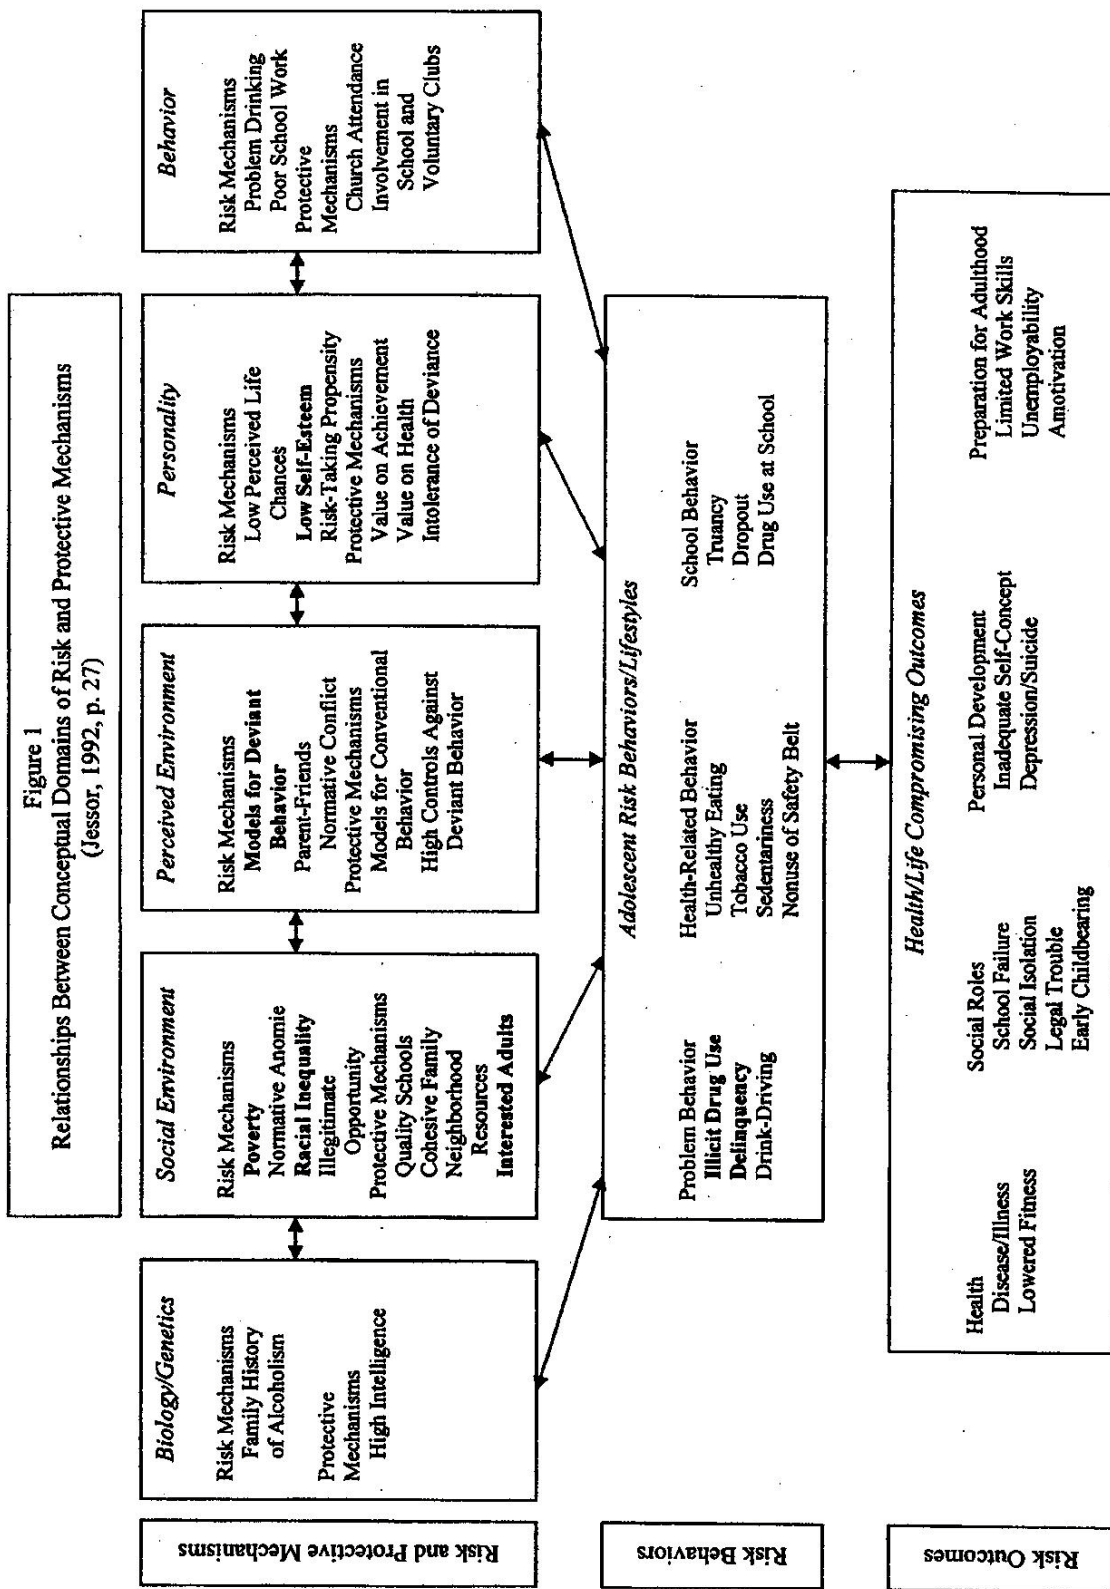 Figure 1
Relationships Between Conceptual Domains of Risk and Protective Mechanisms
(Jessor, 1992, p. 27)
Risk and Protective Mechanisms
Biology/Genetics
Risk Mechanisms
Family History
of Alcoholism
Protective
Mechanisms
High Intelligence
Social Environment
Risk Mechanisms
Poverty
Normative Anomie
Racial Inequality
Illegitimate
Opportunity
Protective Mechanisms
Quality Schools
Cohesive Family
Neighborhood
Resources
Interested Adults
Perceived Environment
Risk Mechanisms
Models for Deviant
Behavior
Parent-Friends
Normative Conflict
Protective Mechanisms
Models for Conventional
Behavior
High Controls Against
Deviant Behavior
Personality
Risk Mechanisms
Low Perceived Life
Chances
Low Self-Esteem
Risk-Taking Propensity
Protective Mechanisms
Value on Achievement
Value on Health
Intolerance of Deviance
Behavior
Risk Mechanisms
Problem Drinking
Poor School Work
Protective
Mechanisms
Church Attendance
Involvement in
School and
Voluntary Clubs
Risk Behaviors
Adolescent Risk Behaviors/Lifestyles
Problem Behavior
Illicit Drug Use
Delinquency
Drink-Driving
Health-Related Behavior
Unhealthy Eating
Tobacco Use
Sedentariness
Nonuse of Safety Belt
School Behavior
Truancy
Dropout
Drug Use at School
Risk Outcomes
Health/Life Compromising Outcomes
Health
Disease/Illness
Lowered Fitness
Social Roles
School Failure
Social Isolation
Legal Trouble
Early Childbearing
Personal Development
Inadequate Self-Concept
Depression/Suicide
Preparation for Adulthood
Limited Work Skills
Unemployability
Amotivation